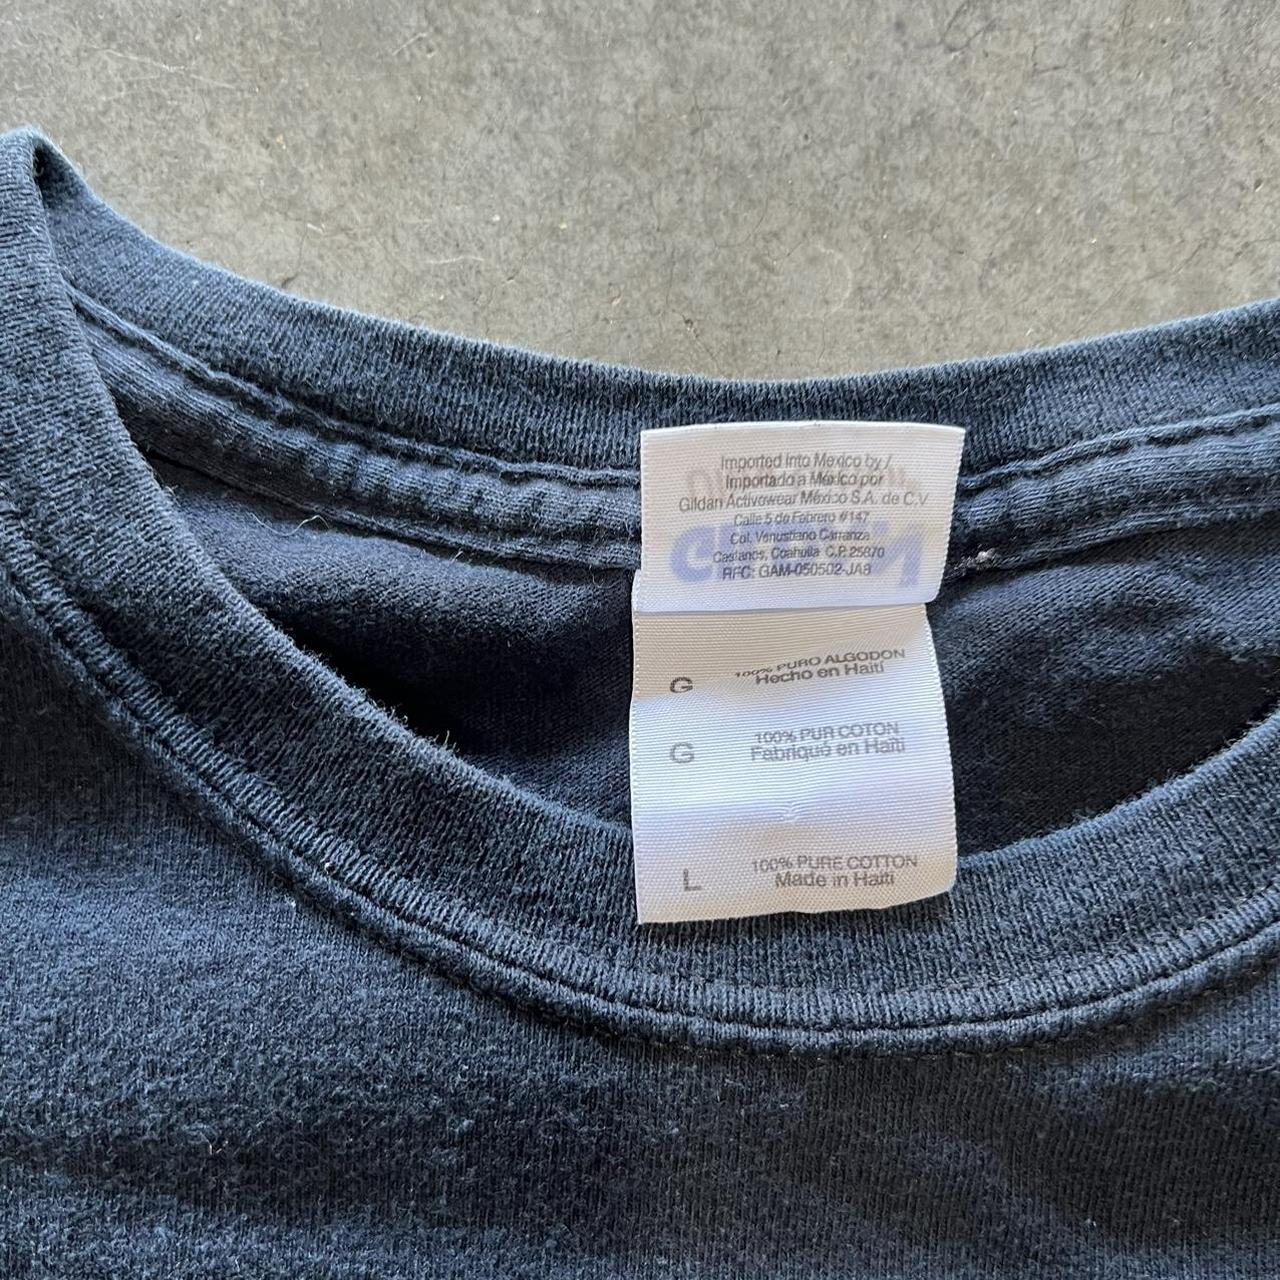 Imported into Mexico by /
Importado a México por
Gildan Activewear México S.A. de C.V
Calle 5 de Febrero #147
Col. Venustiano Carranza
Castanos, Coahuila C.P. 25870
RFC: GAM-050502-JA8
G 100% PURO ALGODON
Hecho en Haití
G 100% PUR COTON
Fabriqué en Haïti
L 100% PURE COTTON
Made in Haiti